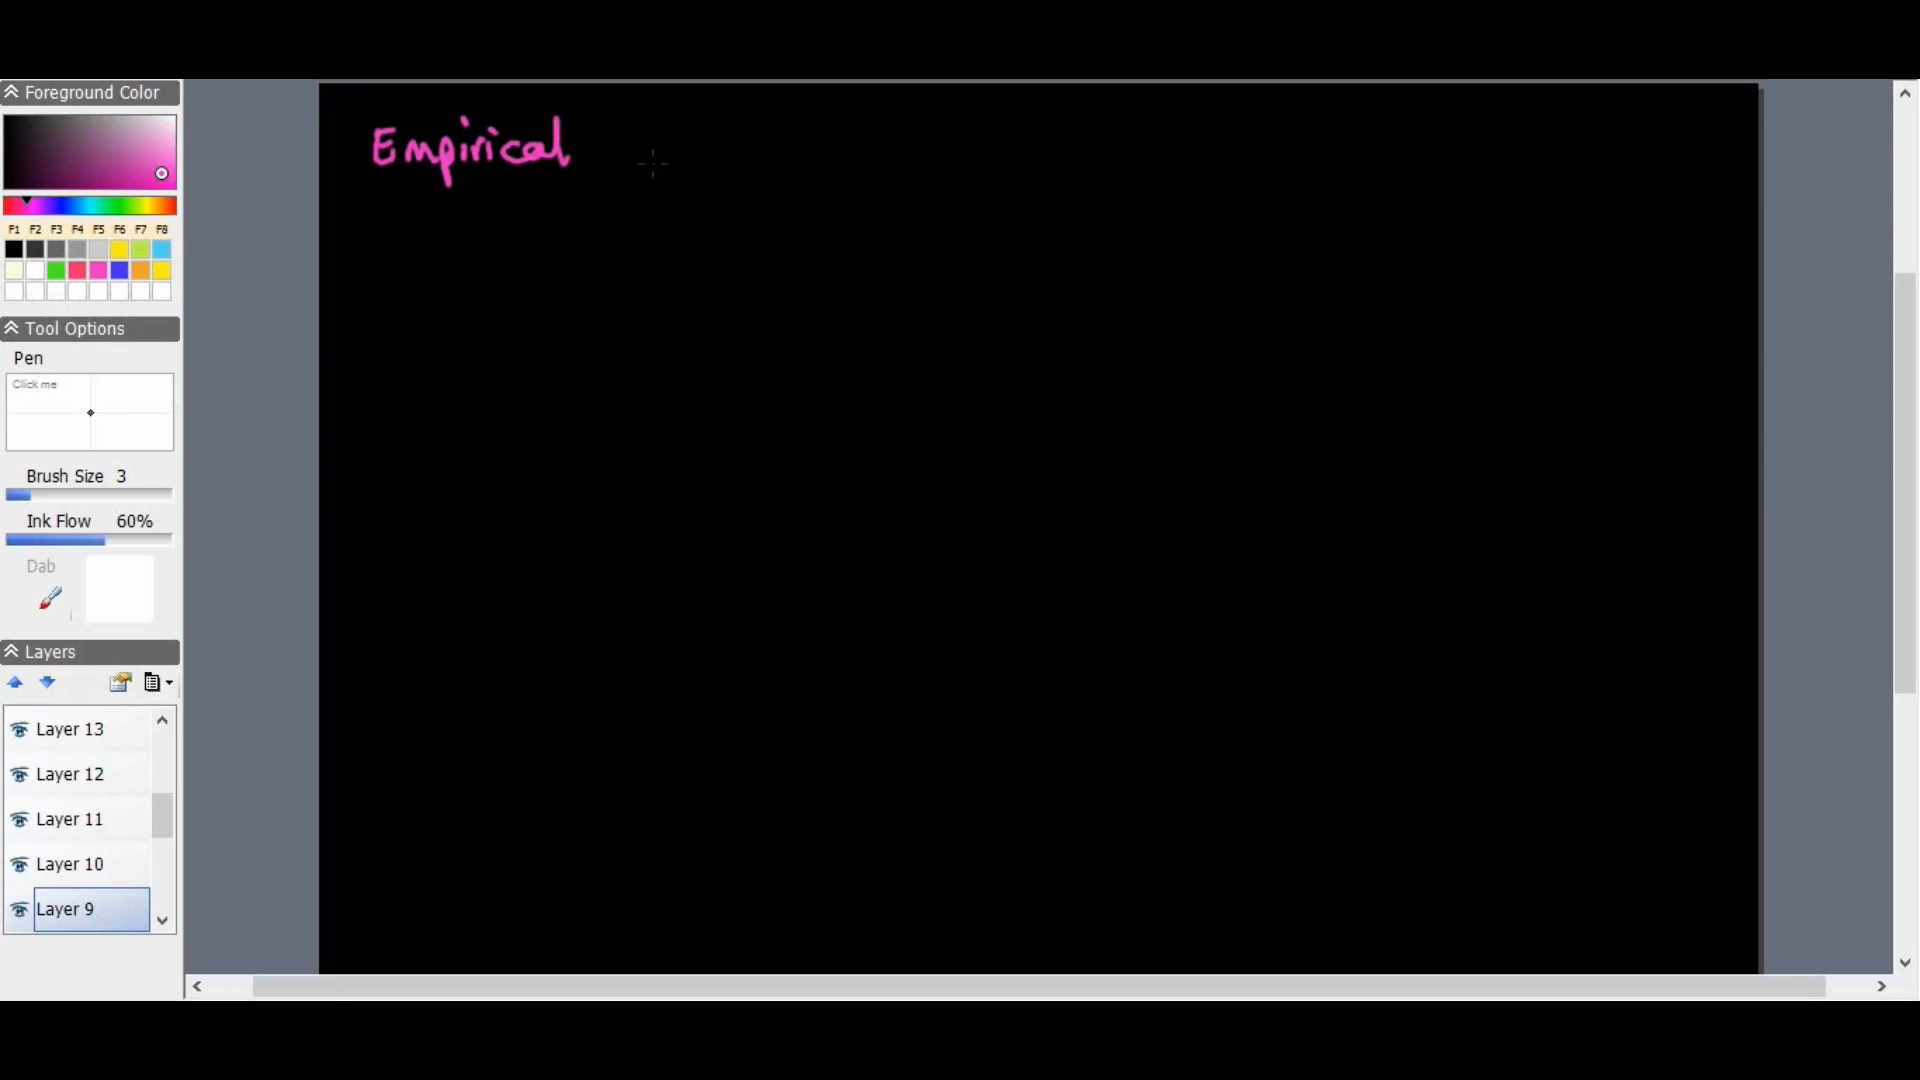 Foreground Color
Empirical
F1 F2 F3 F4 F5 F6 F7 F8
Tool Options
Pen
Click me
Brush Size 3
Ink Flow 60%
Dab
Layers
Layer 13
Layer 12
Layer 11
Layer 10
Layer 9